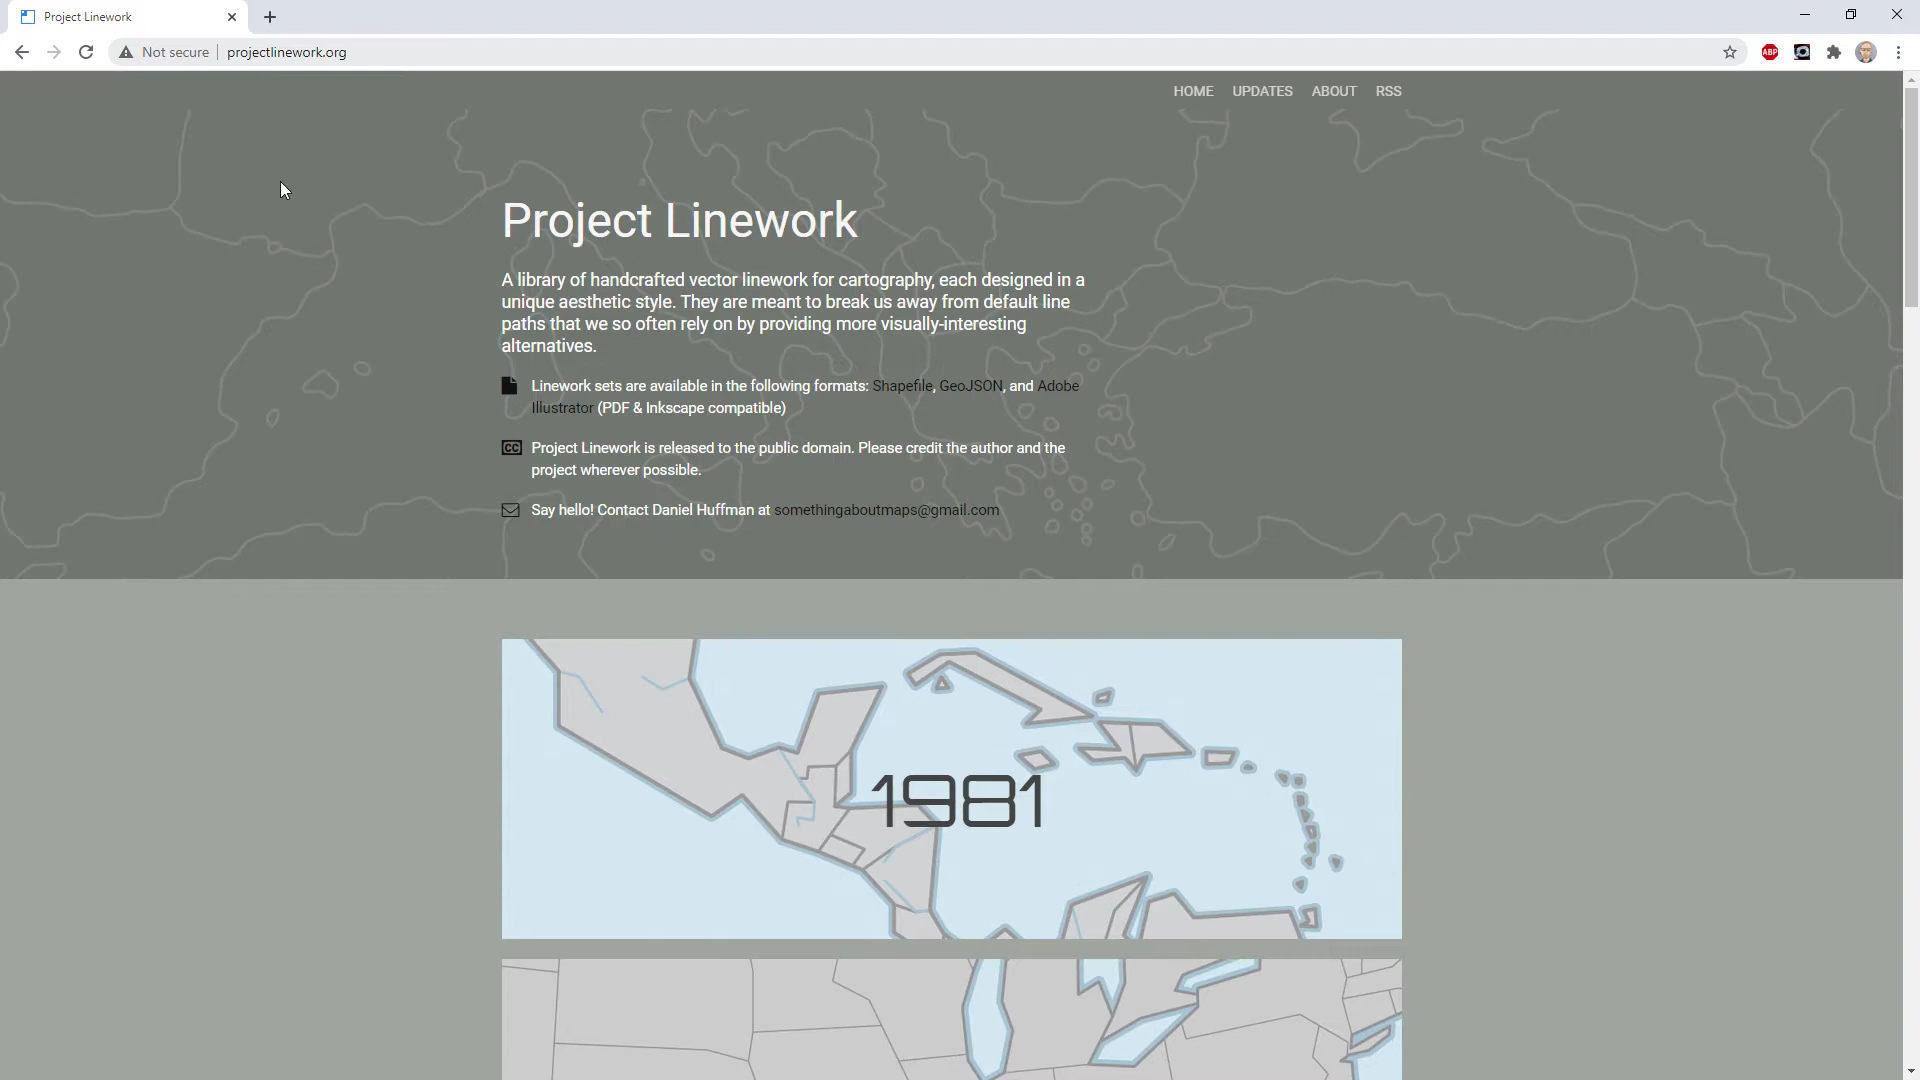 Project Linework
Not secure projectlinework.org
ABP
HOME UPDATES ABOUT RSS
Project Linework
A library of handcrafted vector linework for cartography, each designed in a
unique aesthetic style. They are meant to break us away from default line
paths that we so often rely on by providing more visually-interesting
alternatives.
Linework sets are available in the following formats: Shapefile, GeoJSON, and Adobe
Illustrator (PDF & Inkscape compatible)
CC Project Linework is released to the public domain. Please credit the author and the
project wherever possible.
Say hello! Contact Daniel Huffman at somethingaboutmaps@gmail.com
1981